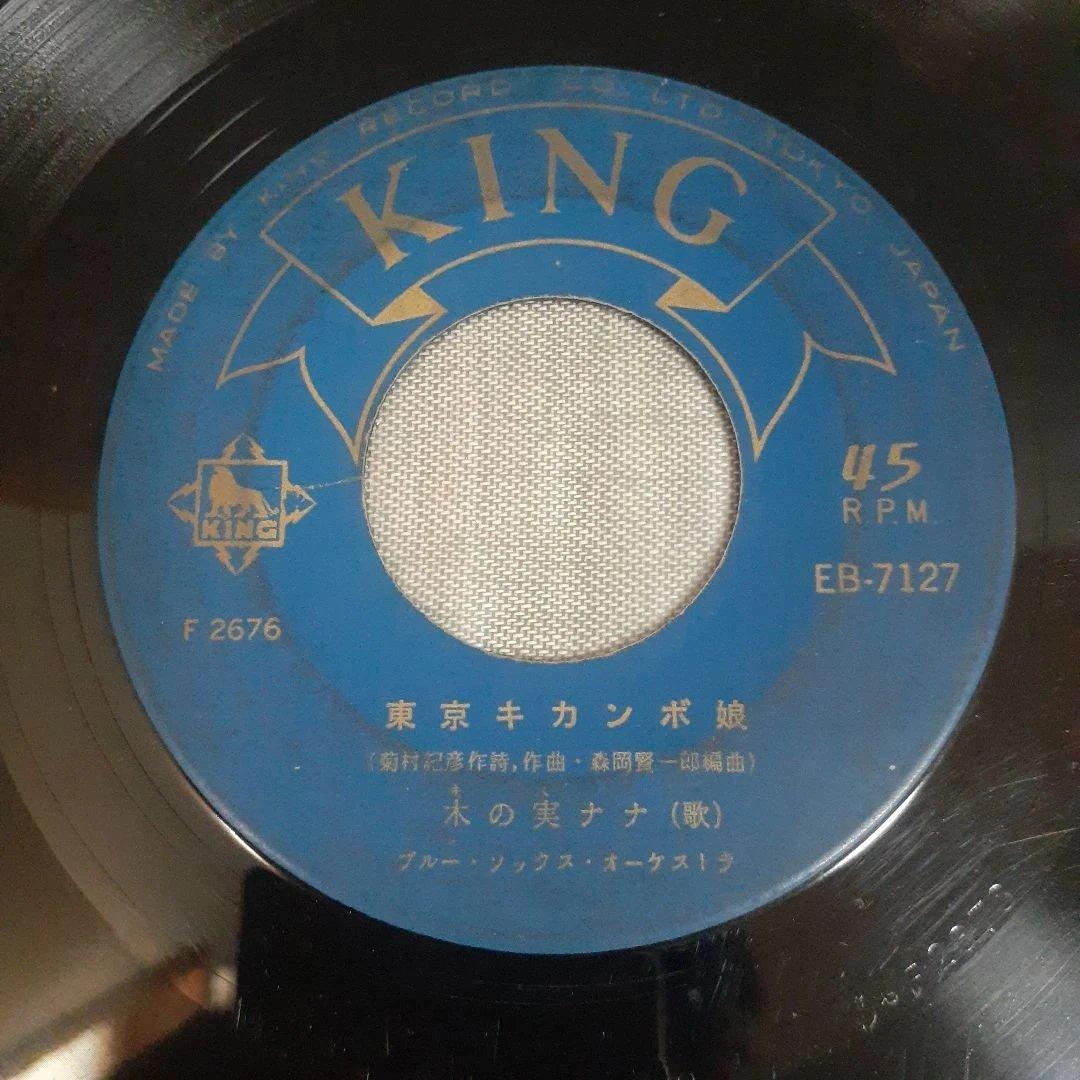 MADE BY KING RECORD CO., LTD. TOKYO, JAPAN
KING
KING
45
R.P.M.
EB-7127
F 2676
東京キカンボ娘
(菊村紀彦作詩,作曲・森岡賢一郎編曲)
キ ミ
木の実ナナ(歌)
ブルー・ソックス・オーケストラ